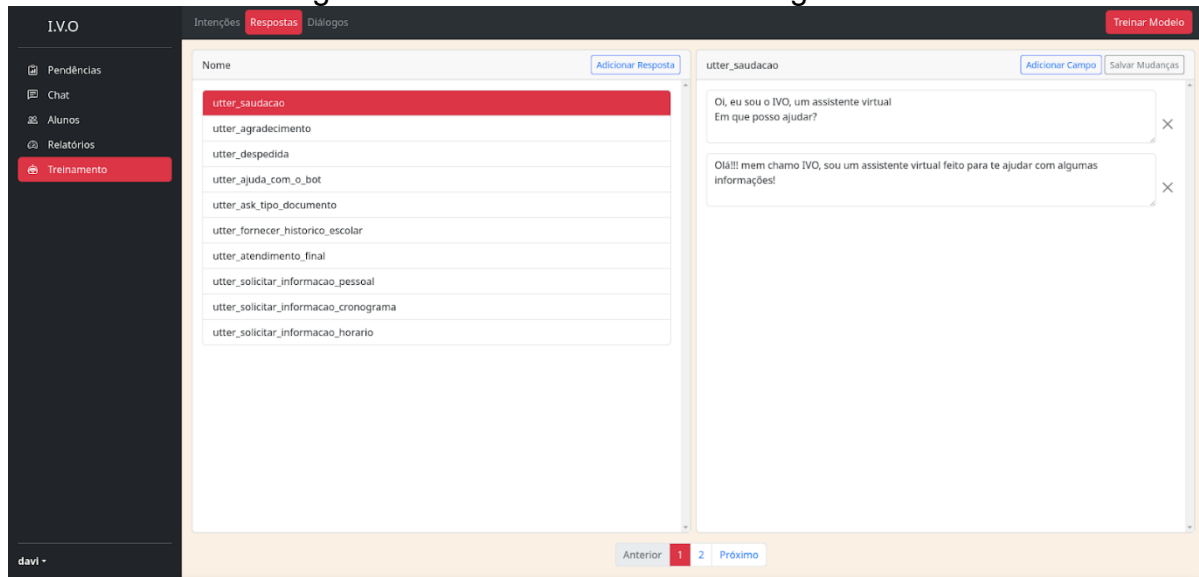 I.V.O
Intenções Respostas Diálogos
Treinar Modelo
Pendências
Chat
Alunos
Relatórios
Treinamento
davi
Nome
Adicionar Resposta
utter_saudacao
utter_agradecimento
utter_despedida
utter_ajuda_com_o_bot
utter_ask_tipo_documento
utter_fornecer_historico_escolar
utter_atendimento_final
utter_solicitar_informacao_pessoal
utter_solicitar_informacao_cronograma
utter_solicitar_informacao_horario
utter_saudacao
Adicionar Campo Salvar Mudanças
Oi, eu sou o IVO, um assistente virtual
Em que posso ajudar?
Olá!!! mem chamo IVO, sou um assistente virtual feito para te ajudar com algumas
informações!
Anterior 1 2 Próximo